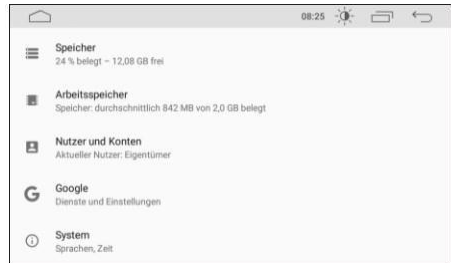 08:25
Speicher
24 % belegt – 12,08 GB frei
Arbeitsspeicher
Speicher: durchschnittlich 842 MB von 2,0 GB belegt
Nutzer und Konten
Aktueller Nutzer: Eigentümer
Google
Dienste und Einstellungen
System
Sprachen, Zeit